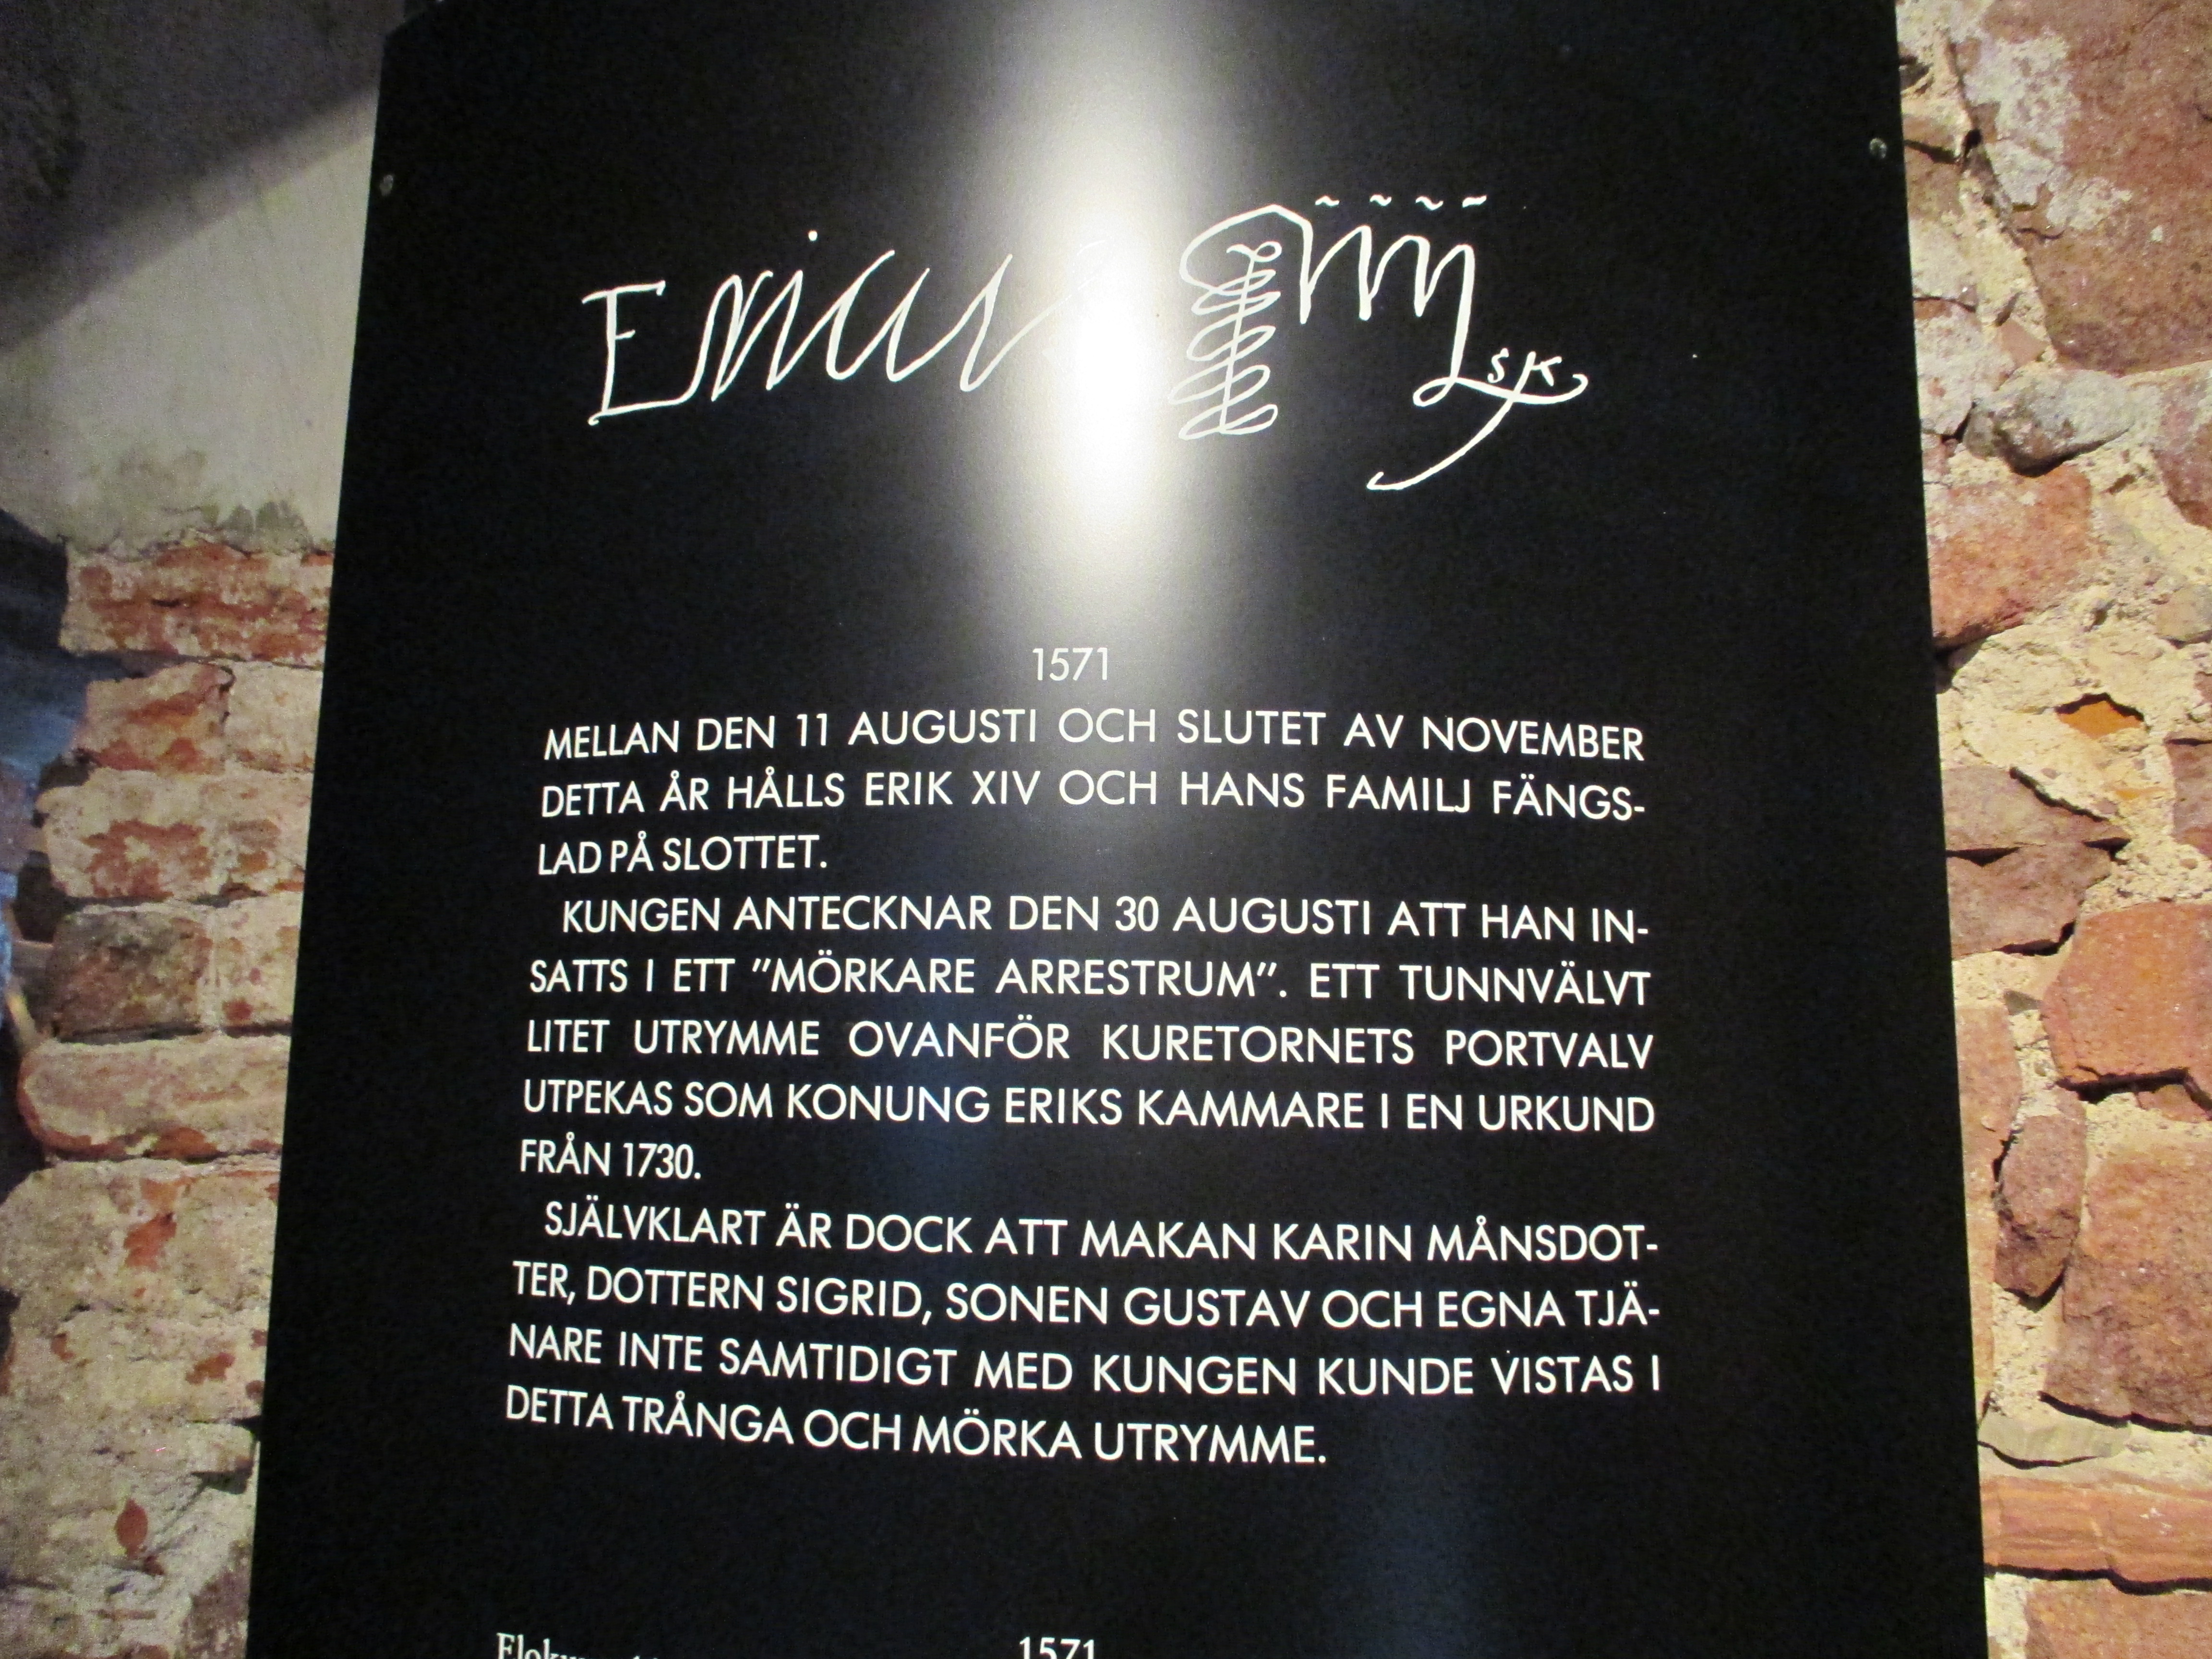 Ericus
SK
1571
MELLAN DEN 11 AUGUSTI OCH SLUTET AV NOVEMBER
DETTA ÅR HÅLLS ERIK XIV OCH HANS FAMILJ FÄNGS-
LAD PÅ SLOTTET.
KUNGEN ANTECKNAR DEN 30 AUGUSTI ATT HAN IN-
SATTS I ETT "MÖRKARE ARRESTRUM". ETT TUNNVÄLVT
LITET UTRYMME OVANFÖR KURETORNETS PORTVALV
UTPEKAS SOM KONUNG ERIKS KAMMARE I EN URKUND
FRÅN 1730.
SJÄLVKLART ÄR DOCK ATT MAKAN KARIN MÅNSDOT-
TER, DOTTERN SIGRID, SONEN GUSTAV OCH EGNA TJÄ-
NARE INTE SAMTIDIGT MED KUNGEN KUNDE VISTAS I
DETTA TRÅNGA OCH MÖRKA UTRYMME.
1571